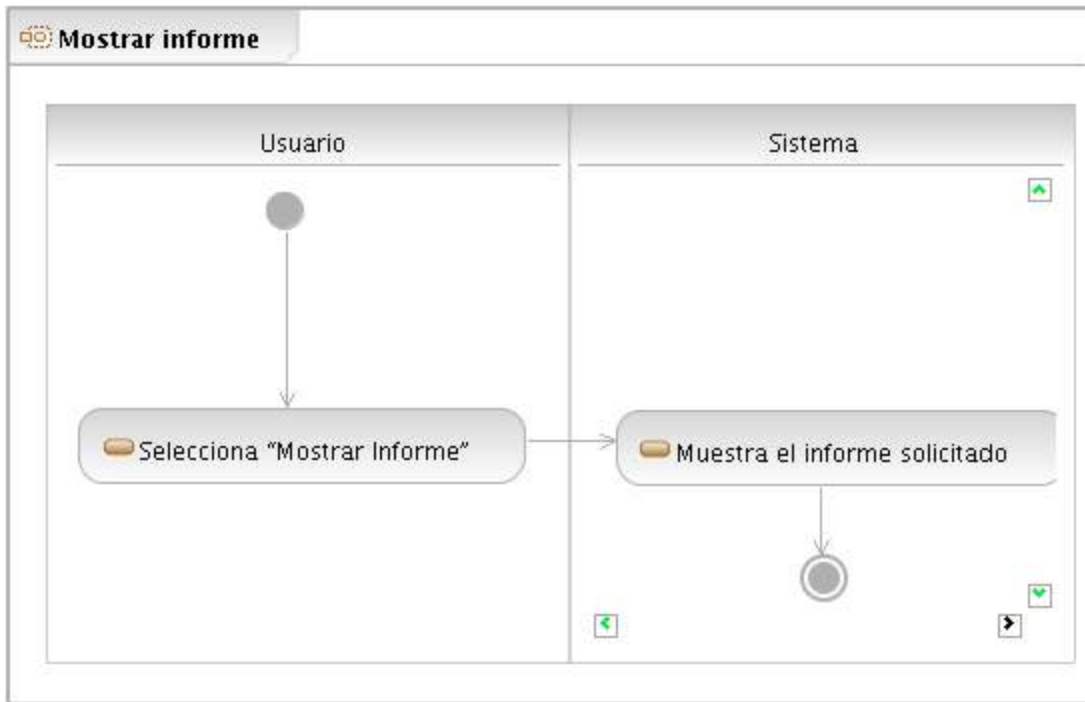 Mostrar informe
Usuario
Sistema
Selecciona “Mostrar Informe”
Muestra el informe solicitado